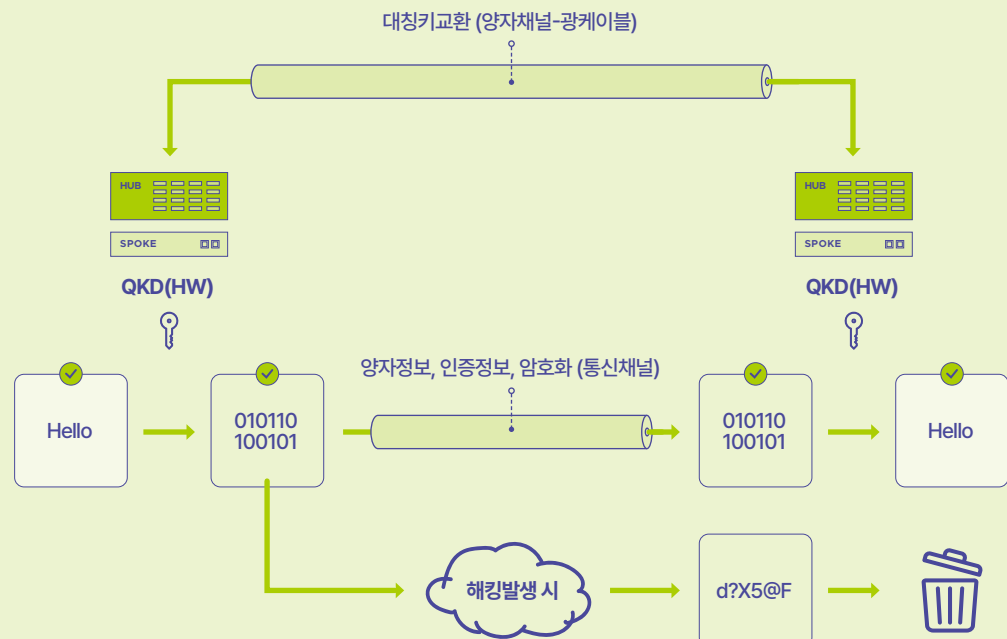 대칭키교환 (양자채널-광케이블)
HUB
HUB
SPOKE
SPOKE
QKD(HW)
QKD(HW)
양자정보, 인증정보, 암호화 (통신채널)
Hello
010110
100101
010110
100101
Hello
해킹발생 시
d?X5@F